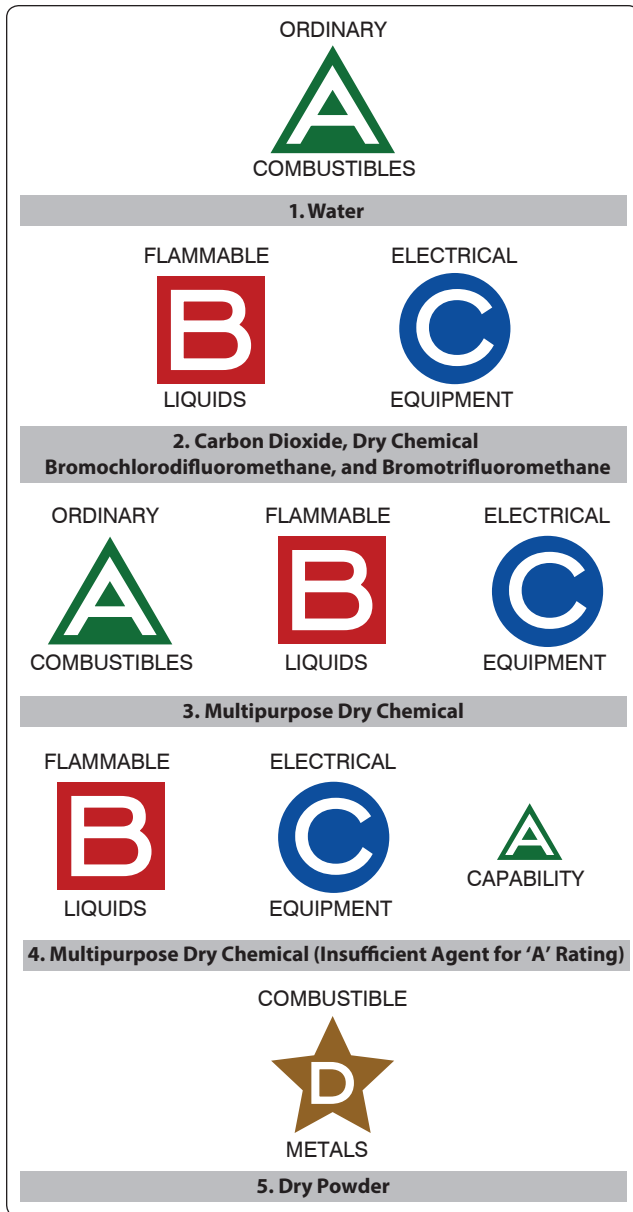 ORDINARY
A
COMBUSTIBLES
1. Water
FLAMMABLE
B
LIQUIDS
ELECTRICAL
C
EQUIPMENT
2. Carbon Dioxide, Dry Chemical
Bromochlorodifluoromethane, and Bromotrifluoromethane
ORDINARY
A
COMBUSTIBLES
FLAMMABLE
B
LIQUIDS
ELECTRICAL
C
EQUIPMENT
3. Multipurpose Dry Chemical
FLAMMABLE
B
LIQUIDS
ELECTRICAL
C
EQUIPMENT
A
CAPABILITY
4. Multipurpose Dry Chemical (Insufficient Agent for ‘A’ Rating)
COMBUSTIBLE
D
METALS
5. Dry Powder